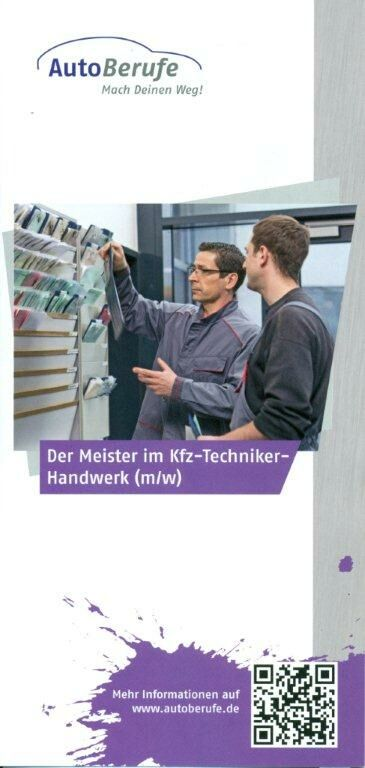 AutoBerufe
Mach Deinen Weg!
Der Meister im Kfz-Techniker-
Handwerk (m/w)
Mehr Informationen auf
www.autoberufe.de